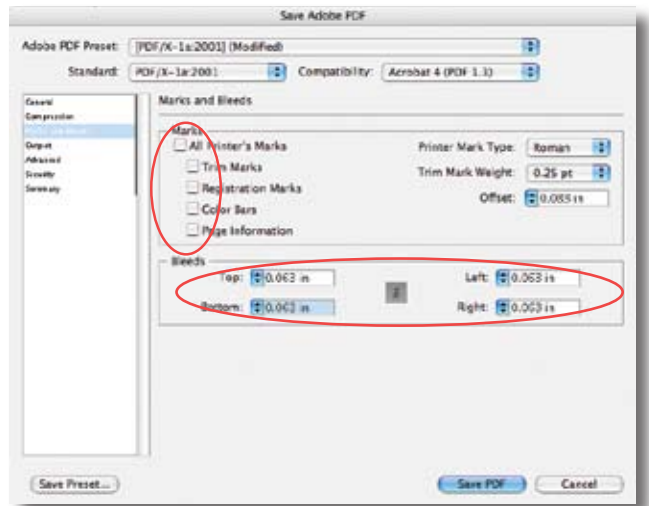 Save Adobe PDF
Adobe PDF Preset: [PDF/X-1a:2001] (Modified)
Standard: PDF/X-1a:2001 Compatibility: Acrobat 4 (PDF 1.3)
General
Compression
Marks and Bleeds
Output
Advanced
Security
Summary
Marks and Bleeds
Marks
All Printer's Marks
Trim Marks
Registration Marks
Color Bars
Page Information
Printer Mark Type: Roman
Trim Mark Weight: 0.25 pt
Offset: 0.083 in
Bleeds
Top: 0.063 in Left: 0.063 in
Bottom: 0.063 in Right: 0.063 in
Save Preset... Save PDF Cancel